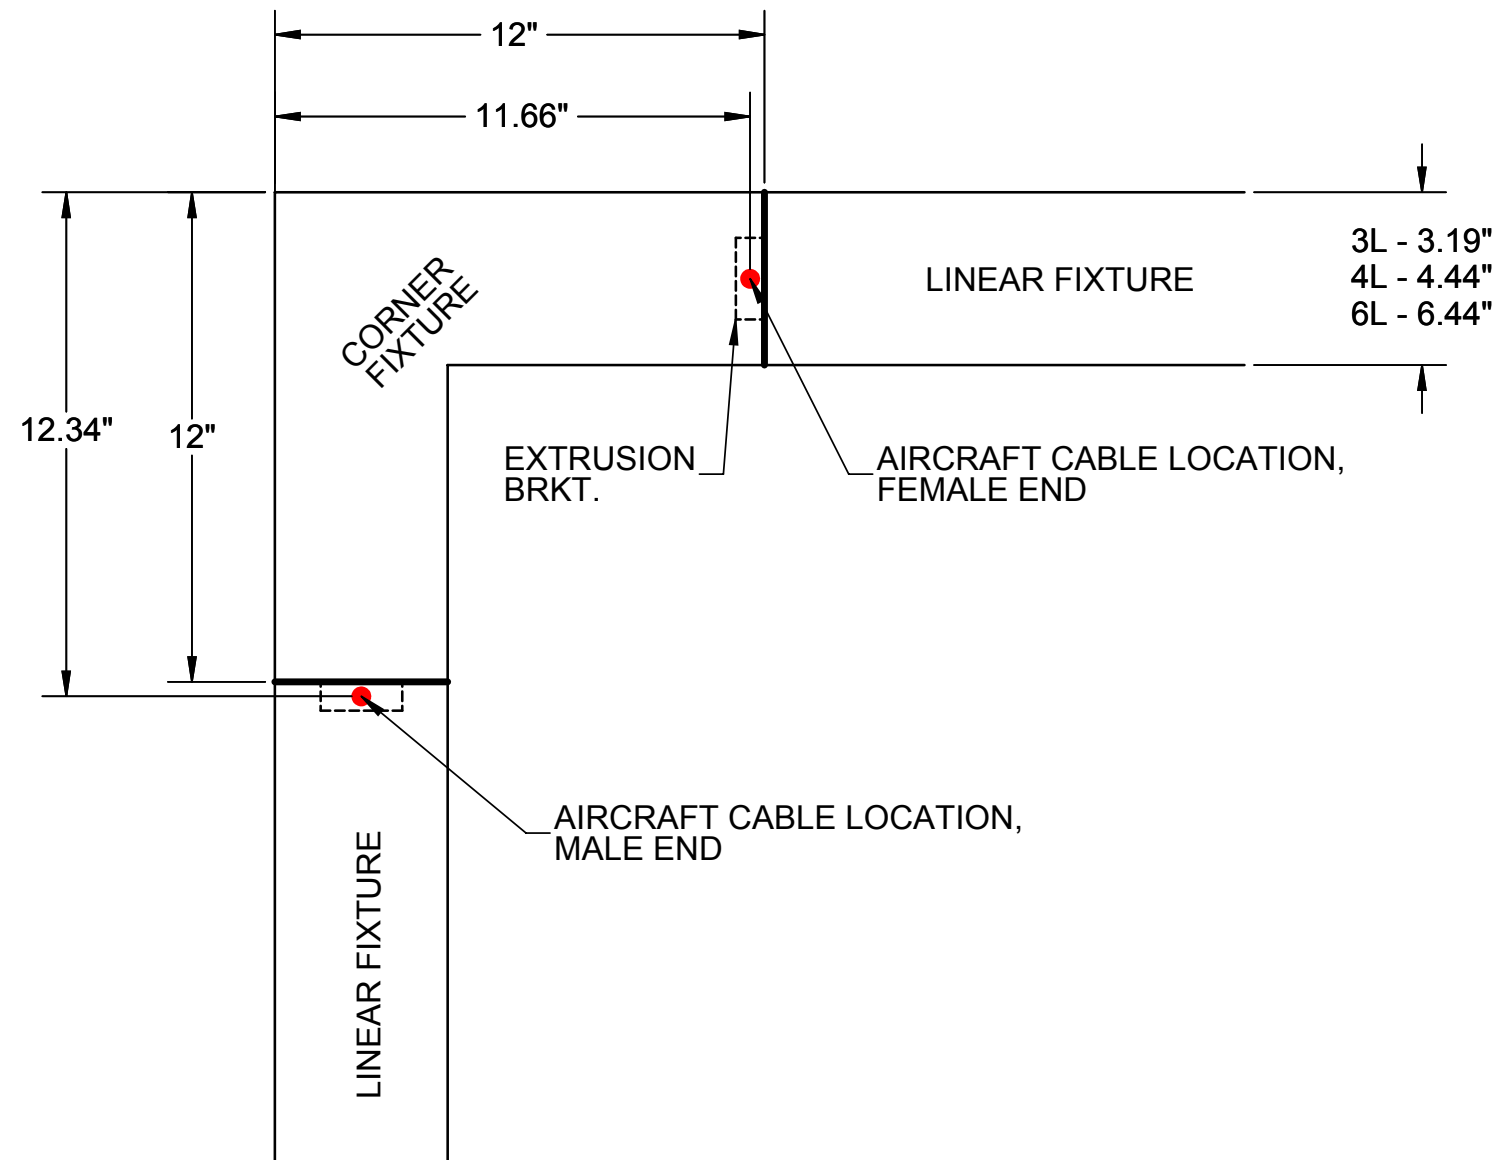 12"
11.66"
3L - 3.19"
4L - 4.44"
6L - 6.44"
LINEAR FIXTURE
CORNER
FIXTURE
12.34"
12"
EXTRUSION
BRKT.
AIRCRAFT CABLE LOCATION,
FEMALE END
AIRCRAFT CABLE LOCATION,
MALE END
LINEAR FIXTURE